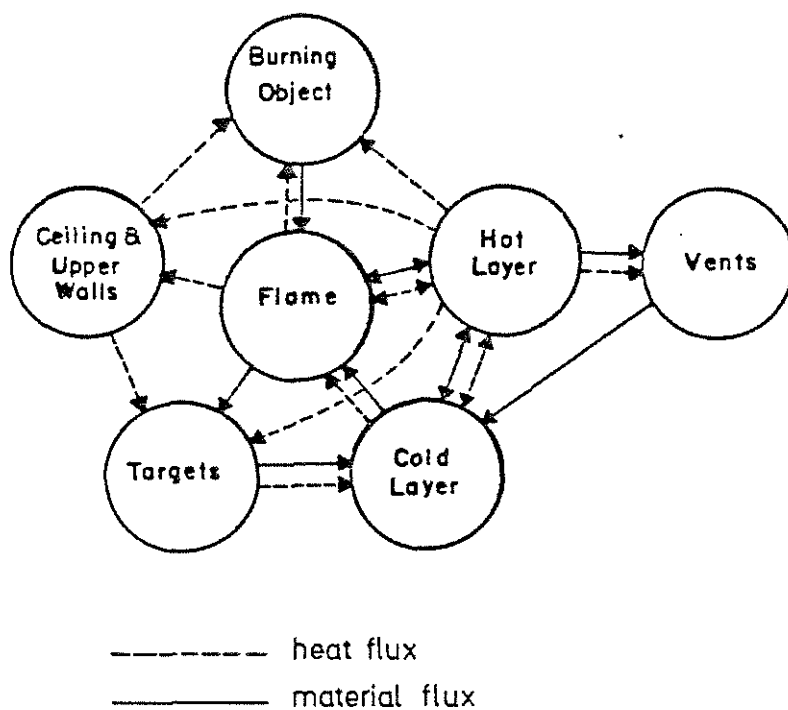 Burning
Object
Ceiling &
Upper
Walls
Hot
Layer
Vents
Flame
Targets
Cold
Layer
heat flux
material flux